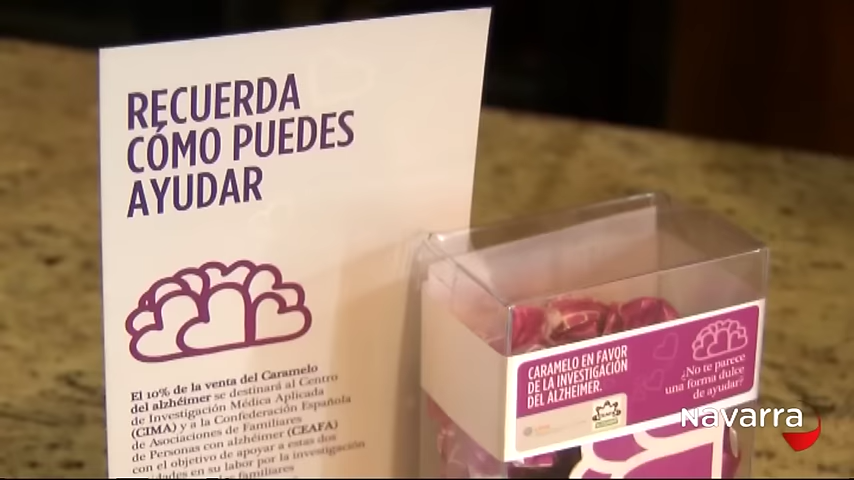 RECUERDA
CÓMO PUEDES
AYUDAR
El 10% de la venta del Caramelo
del alzhéimer se destinará al Centro
de Investigación Médica Aplicada
(CIMA) y a la Confederación Española
de Asociaciones de Familiares
de Personas con alzhéimer (CEAFA)
con el objetivo de apoyar a estas dos
en su labor por la investigación
familiares
CARAMELO EN FAVOR
DE LA INVESTIGACIÓN
DEL ALZHEIMER.
¿No te parece
una forma dulce
de ayudar?
Navarra